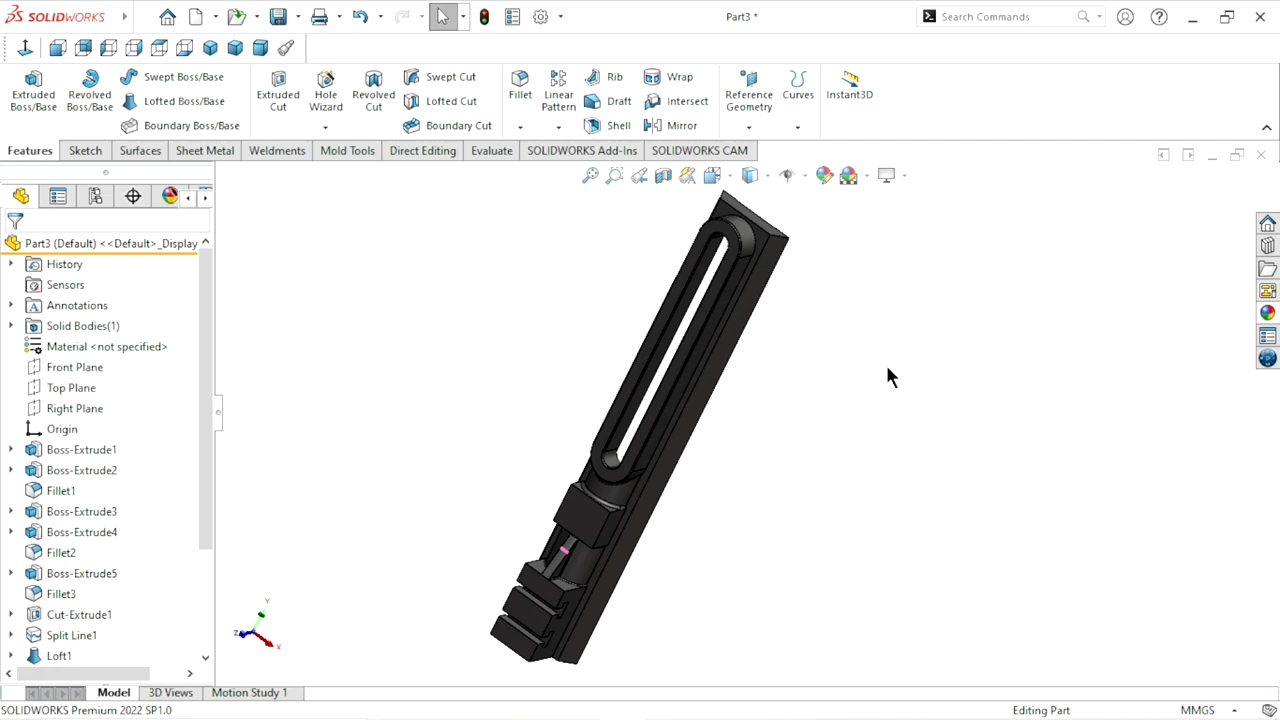 SOLIDWORKS
Part3 *
Search Commands
Extruded Boss/Base
Revolved Boss/Base
Swept Boss/Base
Lofted Boss/Base
Boundary Boss/Base
Extruded Cut
Hole Wizard
Revolved Cut
Swept Cut
Lofted Cut
Boundary Cut
Fillet
Linear Pattern
Rib
Draft
Shell
Wrap
Intersect
Mirror
Reference Geometry
Curves
Instant3D
Features Sketch Surfaces Sheet Metal Weldments Mold Tools Direct Editing Evaluate SOLIDWORKS Add-Ins SOLIDWORKS CAM
Part3 (Default) <<Default>_Display
History
Sensors
Annotations
Solid Bodies(1)
Material <not specified>
Front Plane
Top Plane
Right Plane
Origin
Boss-Extrude1
Boss-Extrude2
Fillet1
Boss-Extrude3
Boss-Extrude4
Fillet2
Boss-Extrude5
Fillet3
Cut-Extrude1
Split Line1
Loft1
Y
Z
X
Model 3D Views Motion Study 1
SOLIDWORKS Premium 2022 SP1.0 Editing Part MMGS